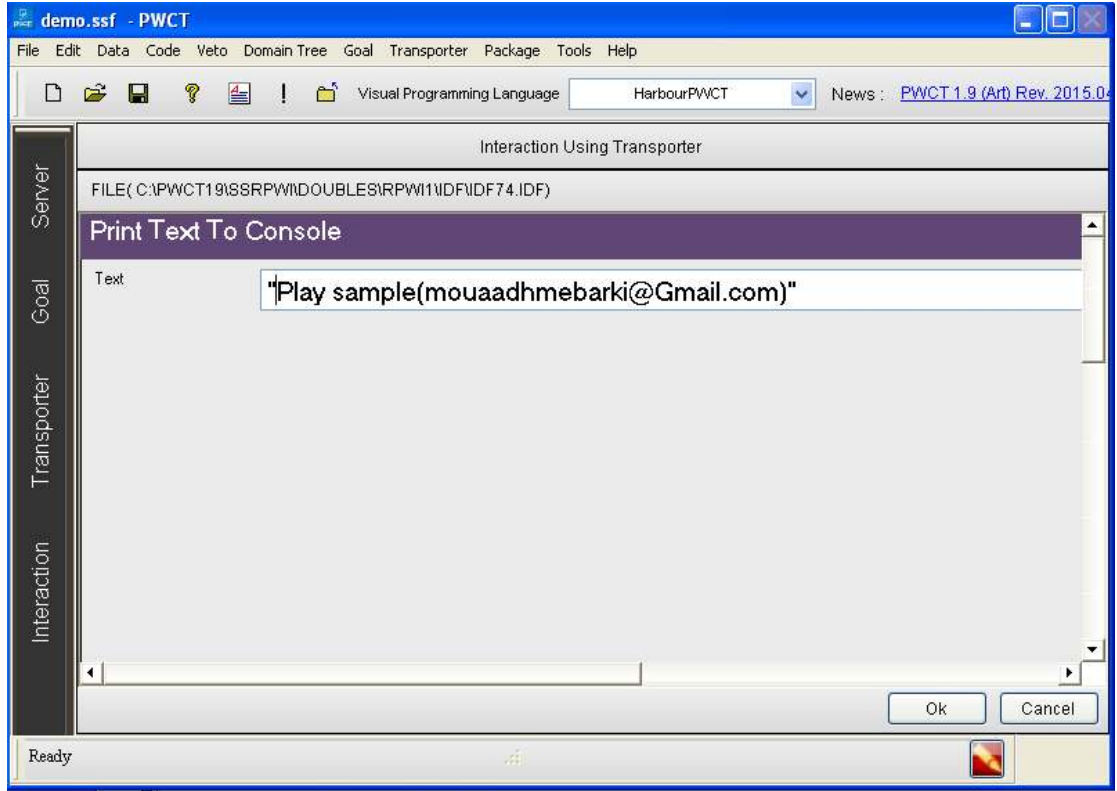 demo.ssf - PWCT
File Edit Data Code Veto Domain Tree Goal Transporter Package Tools Help
Visual Programming Language HarbourPWCT News : PWCT 1.9 (Art) Rev. 2015.04
Interaction Using Transporter
FILE( C:\PWCT19\SSRPWI\DOUBLES\RPWI1\IDF\IDF74.IDF)
Print Text To Console
Text "Play sample(mouaadhmebarki@Gmail.com)"
Server
Goal
Transporter
Interaction
Ok Cancel
Ready